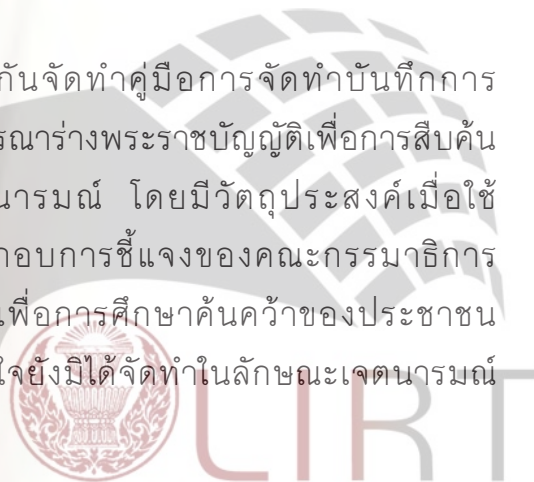 กันจัดทำคู่มือการจัดทำบันทึกการ
รณาร่างพระราชบัญญัติเพื่อการสืบค้น
นารมณ์ โดยมีวัตถุประสงค์เมื่อใช้
กอบการชี้แจงของคณะกรรมาธิการ
เพื่อการศึกษาค้นคว้าของประชาชน
ใจยังมิได้จัดทำในลักษณะเจตนารมณ์
LIRT